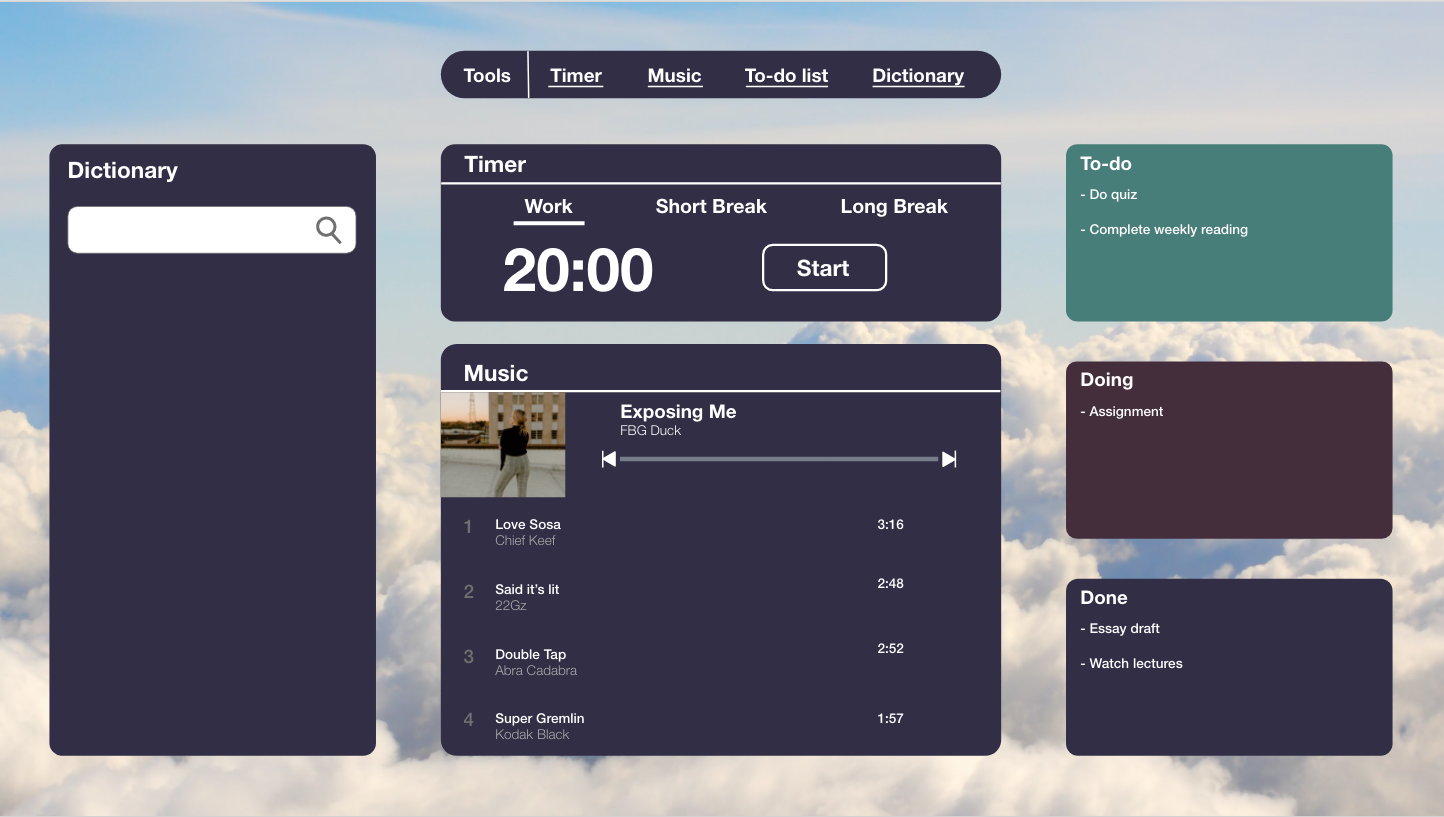 Tools Timer Music To-do list Dictionary
Dictionary
Timer
Work Short Break Long Break
20:00 Start
Music
Exposing Me
FBG Duck
1 Love Sosa 3:16
Chief Keef
2 Said it's lit 2:48
22Gz
3 Double Tap 2:52
Abra Cadabra
4 Super Gremlin 1:57
Kodak Black
To-do
- Do quiz
- Complete weekly reading
Doing
- Assignment
Done
- Essay draft
- Watch lectures